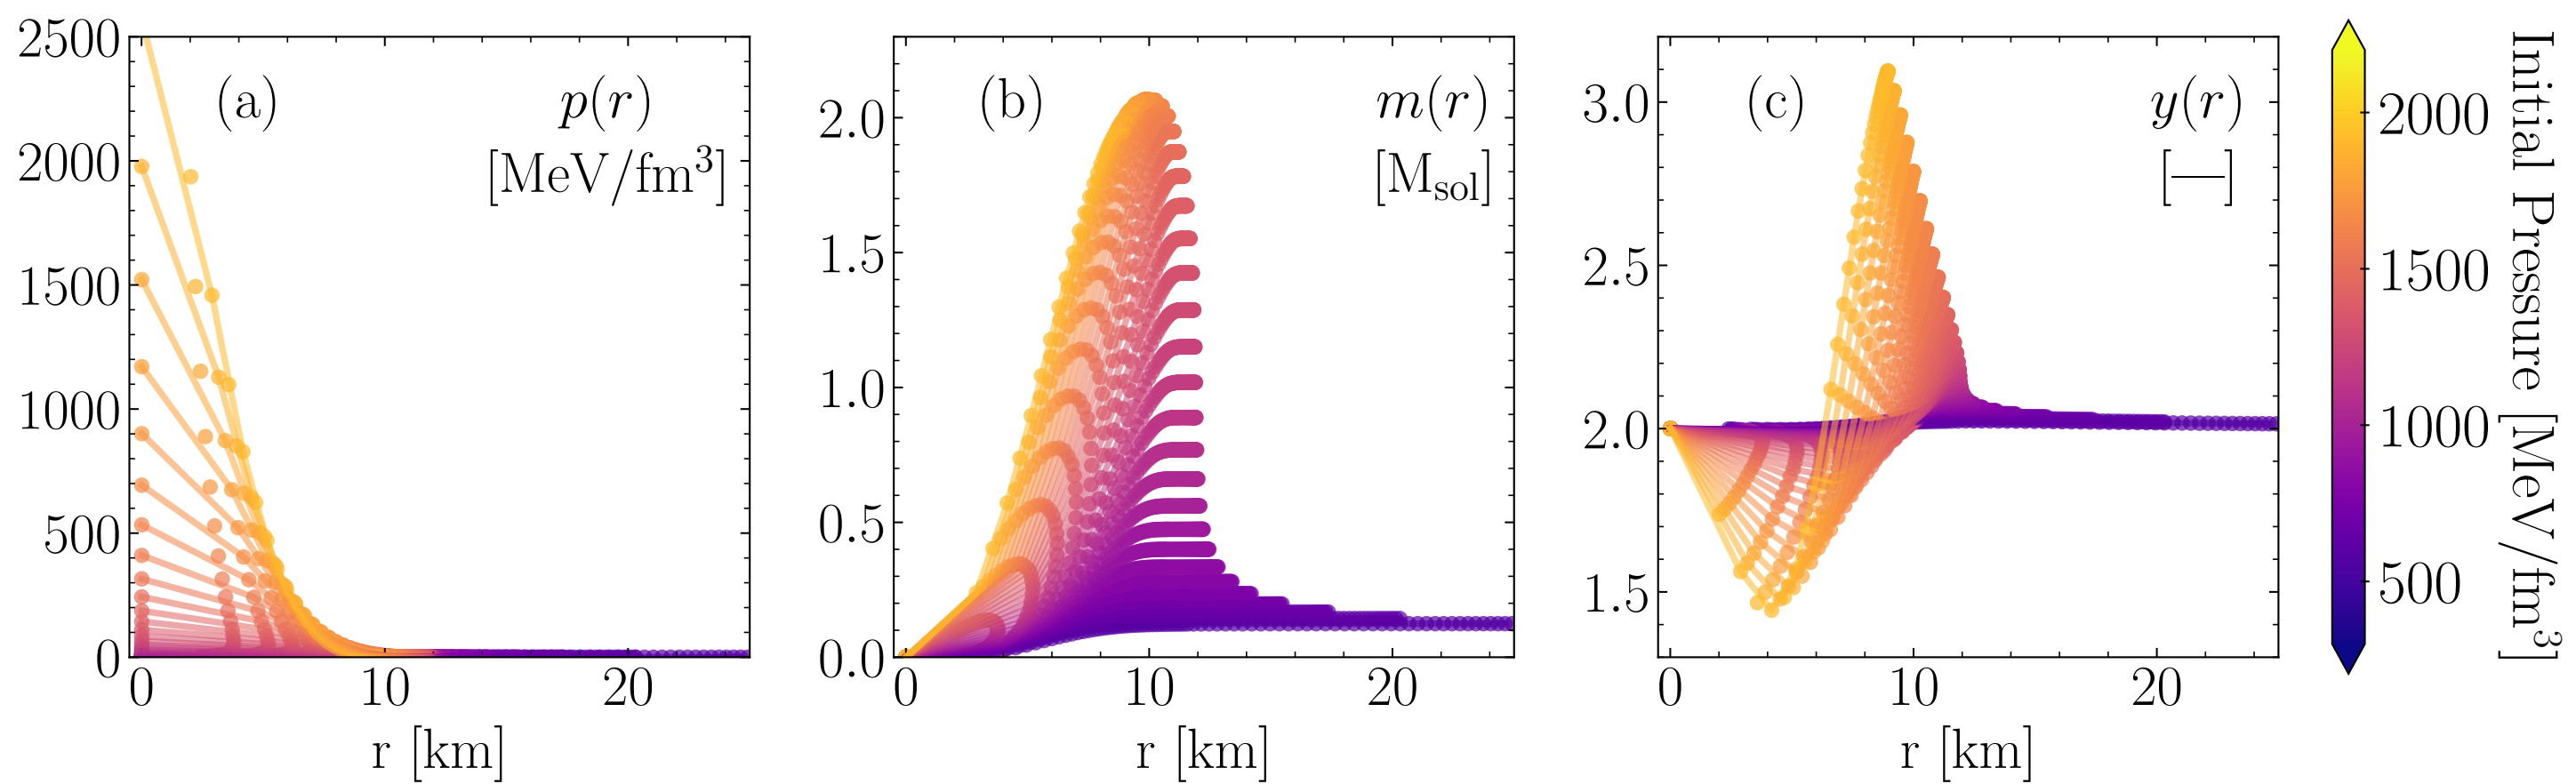 2500
2000
1500
1000
500
0
0 10 20
r [km]
(a)
p(r)
[MeV/fm³]
2.0
1.5
1.0
0.5
0.0
0 10 20
r [km]
(b)
m(r)
[M_sol]
3.0
2.5
2.0
1.5
0 10 20
r [km]
(c)
y(r)
[—]
2000
1500
1000
500
Initial Pressure [MeV/fm³]